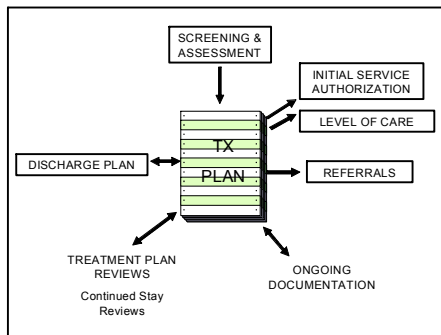 SCREENING &
ASSESSMENT
INITIAL SERVICE
AUTHORIZATION
LEVEL OF CARE
TX
PLAN
DISCHARGE PLAN
REFERRALS
TREATMENT PLAN
REVIEWS
Continued Stay
Reviews
ONGOING
DOCUMENTATION